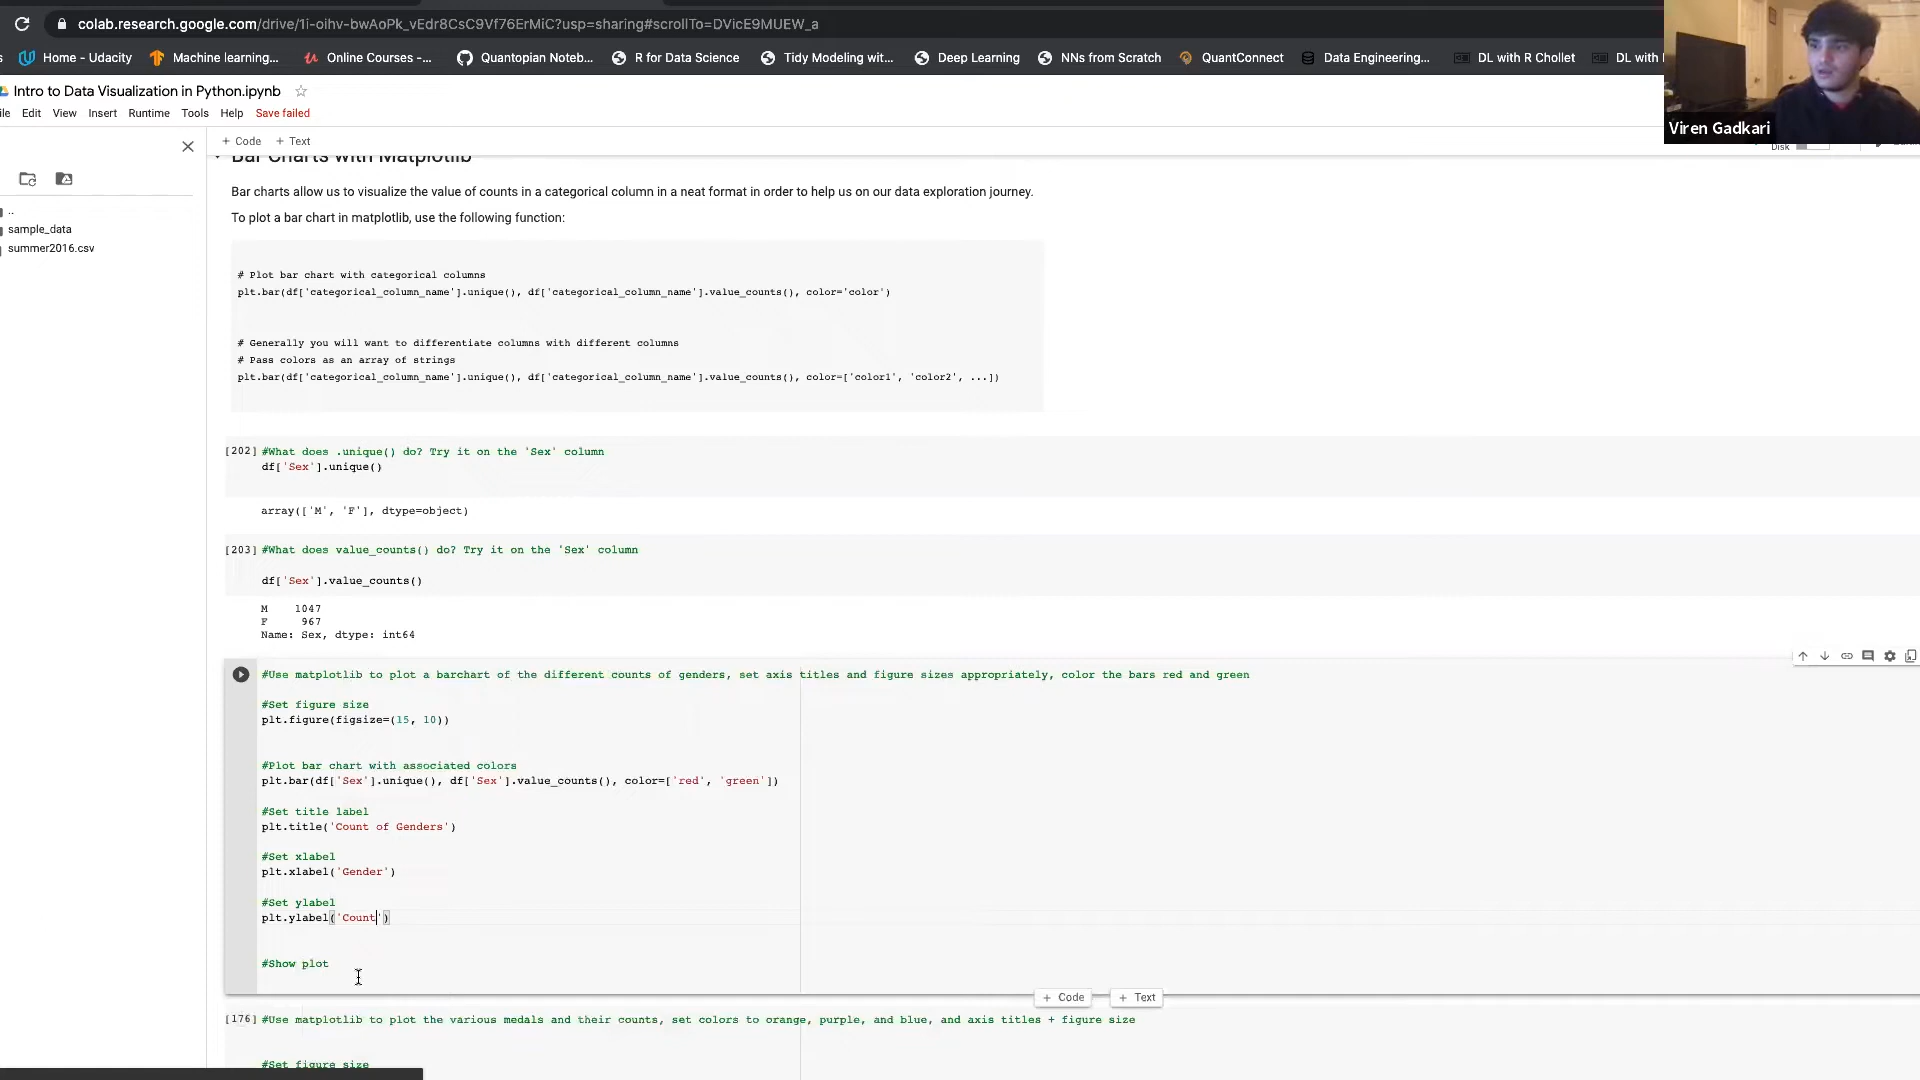 colab.research.google.com/drive/1i-oihv-bwAoPk_vEdr8CsC9Vf76ErMiC?usp=sharing#scrollTo=DVicE9MUEW_a
Home - Udacity Machine learning... Online Courses -... Quantopian Noteb... R for Data Science Tidy Modeling wit... Deep Learning NNs from Scratch QuantConnect Data Engineering... DL with R Chollet DL with
Viren Gadkari
Intro to Data Visualization in Python.ipynb
Edit View Insert Runtime Tools Help Save failed
+ Code + Text
Disk
Bar Charts with Matplotlib
..
sample_data
summer2016.csv
Bar charts allow us to visualize the value of counts in a categorical column in a neat format in order to help us on our data exploration journey.
To plot a bar chart in matplotlib, use the following function:
# Plot bar chart with categorical columns
plt.bar(df['categorical_column_name'].unique(), df['categorical_column_name'].value_counts(), color='color')
# Generally you will want to differentiate columns with different columns
# Pass colors as an array of strings
plt.bar(df['categorical_column_name'].unique(), df['categorical_column_name'].value_counts(), color=['color1', 'color2', ...])
[202] #What does .unique() do? Try it on the 'Sex' column
df['Sex'].unique()
array(['M', 'F'], dtype=object)
[203] #What does value_counts() do? Try it on the 'Sex' column
df['Sex'].value_counts()
M 1047
F 967
Name: Sex, dtype: int64
#Use matplotlib to plot a barchart of the different counts of genders, set axis titles and figure sizes appropriately, color the bars red and green
#Set figure size
plt.figure(figsize=(15, 10))
#Plot bar chart with associated colors
plt.bar(df['Sex'].unique(), df['Sex'].value_counts(), color=['red', 'green'])
#Set title label
plt.title('Count of Genders')
#Set xlabel
plt.xlabel('Gender')
#Set ylabel
plt.ylabel('Count')
#Show plot
+ Code + Text
[176] #Use matplotlib to plot the various medals and their counts, set colors to orange, purple, and blue, and axis titles + figure size
#Set figure size